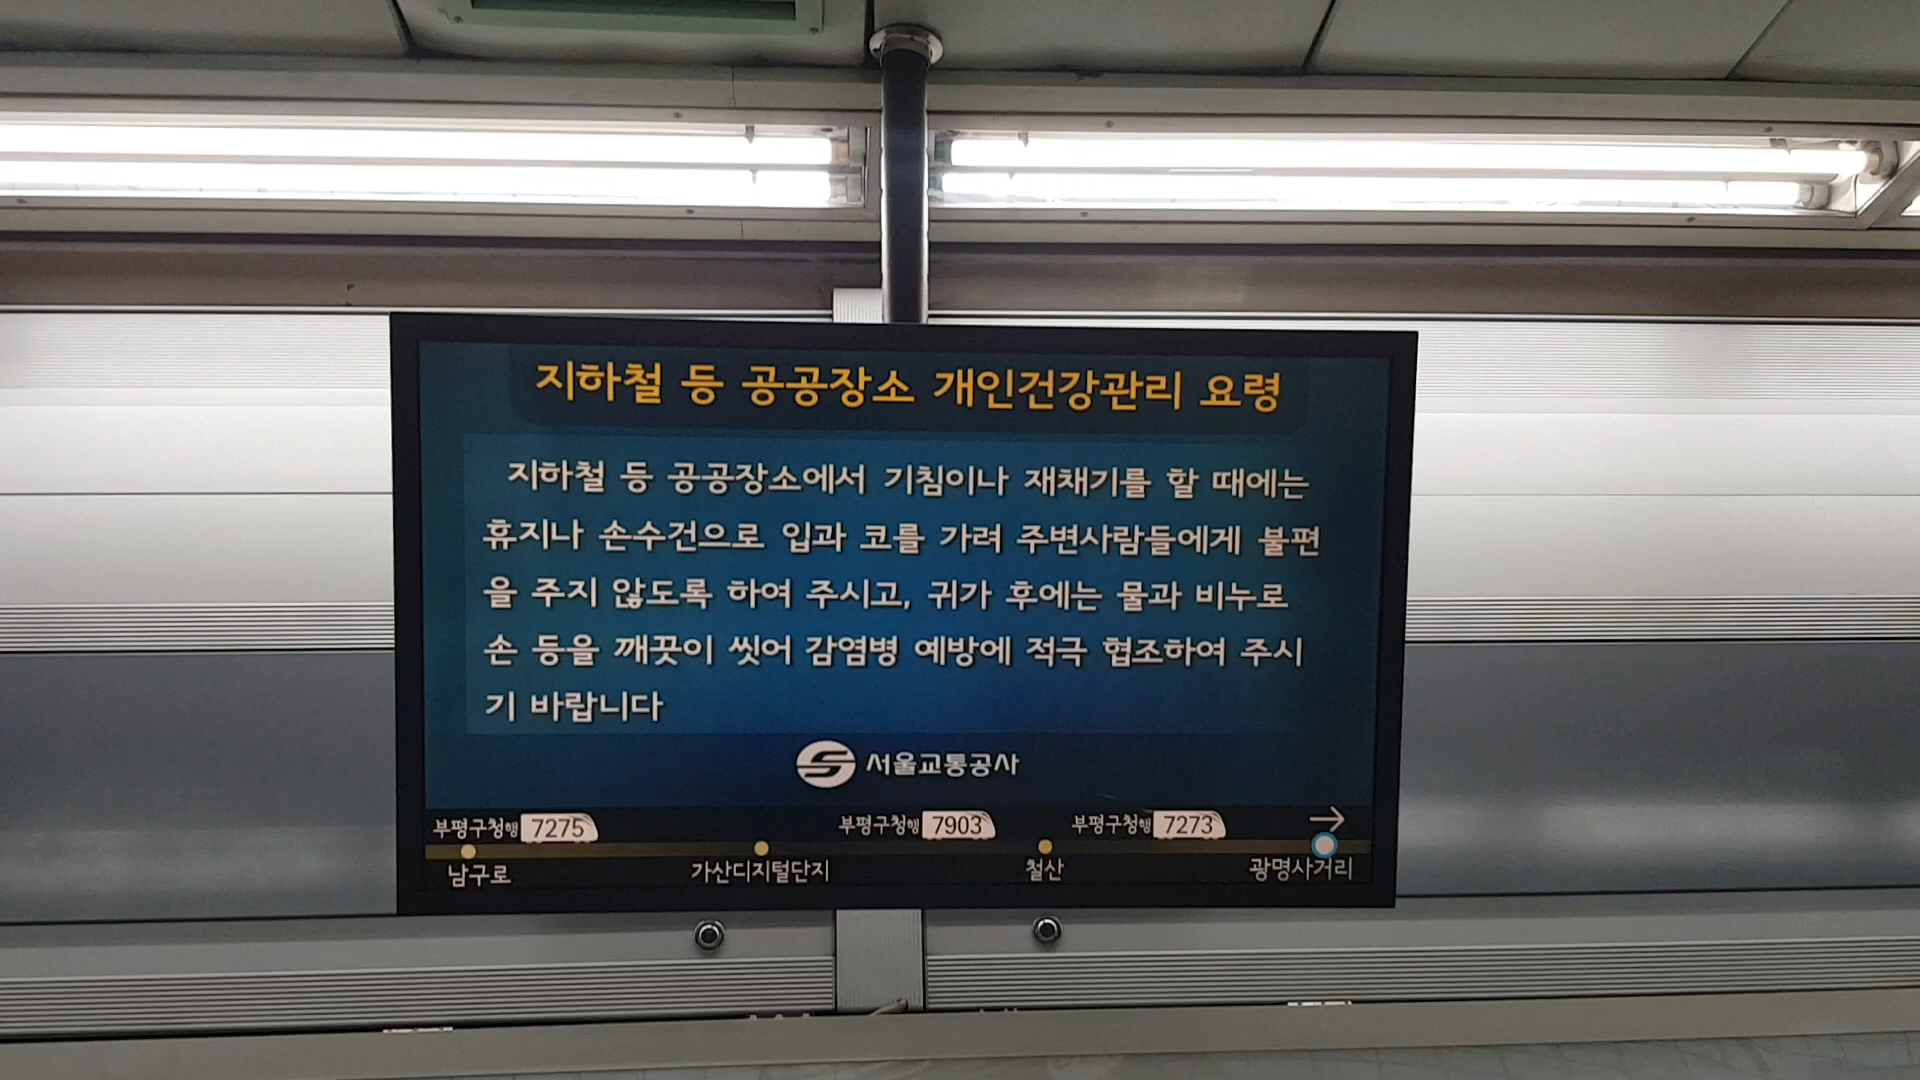 지하철 등 공공장소 개인건강관리 요령
지하철 등 공공장소에서 기침이나 재채기를 할 때에는
휴지나 손수건으로 입과 코를 가려 주변사람들에게 불편
을 주지 않도록 하여 주시고, 귀가 후에는 물과 비누로
손 등을 깨끗이 씻어 감염병 예방에 적극 협조하여 주시
기 바랍니다
서울교통공사
부평구청행 7275 부평구청행 7903 부평구청행 7273
남구로 가산디지털단지 철산 광명사거리